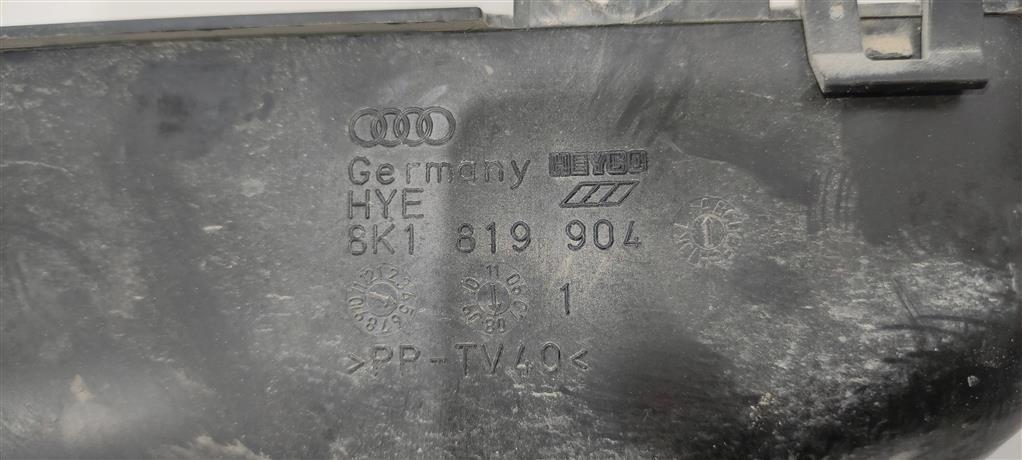 Germany HEYCO
HYE
8K1 819 904
1
>PP-TV40<